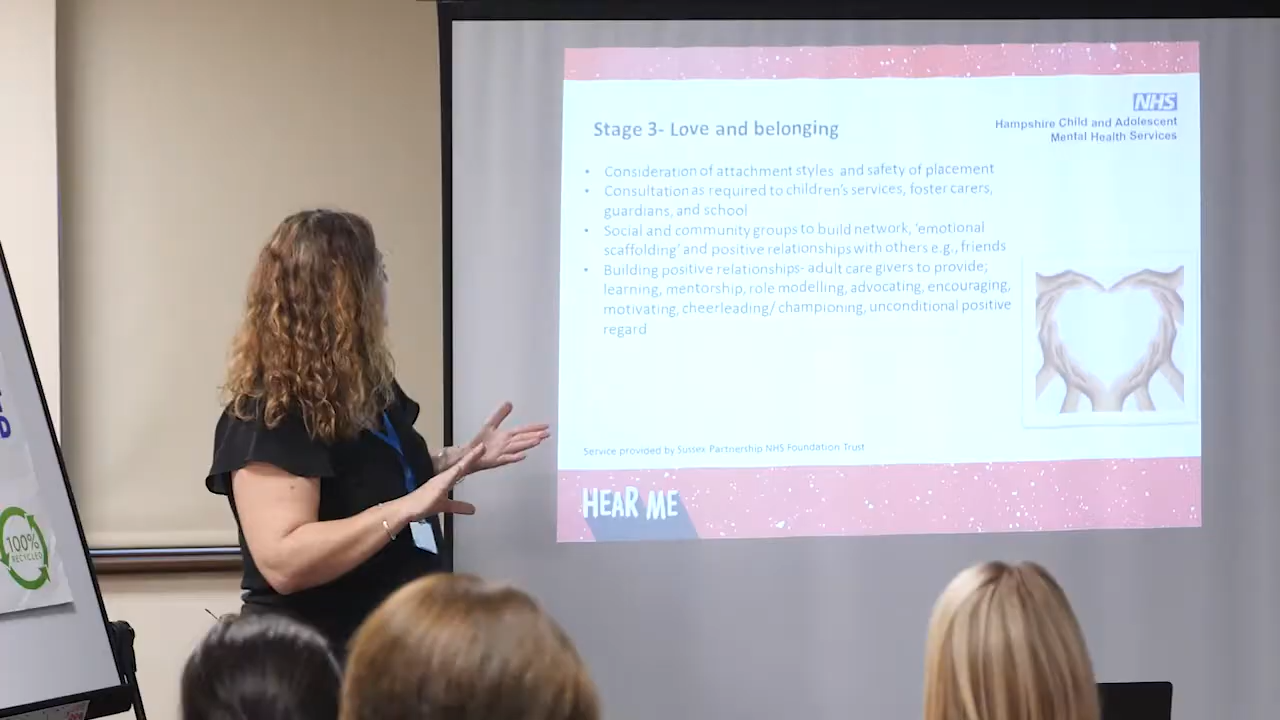 NHS
Hampshire Child and Adolescent
Mental Health Services
Stage 3- Love and belonging
• Consideration of attachment styles and safety of placement
• Consultation as required to children's services, foster carers,
guardians, and school
• Social and community groups to build network, 'emotional
scaffolding' and positive relationships with others e.g., friends
• Building positive relationships- adult care givers to provide;
learning, mentorship, role modelling, advocating, encouraging,
motivating, cheerleading/ championing, unconditional positive
regard
Service provided by Sussex Partnership NHS Foundation Trust
HEAR ME
D
100%
RECYCLED